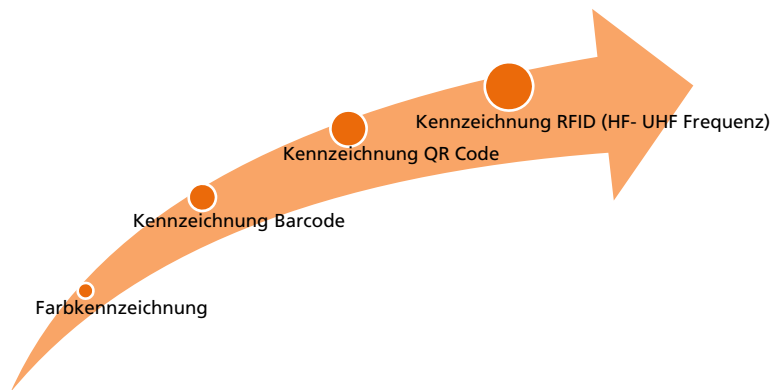 Kennzeichnung RFID (HF- UHF Frequenz)
Kennzeichnung QR Code
Kennzeichnung Barcode
Farbkennzeichnung